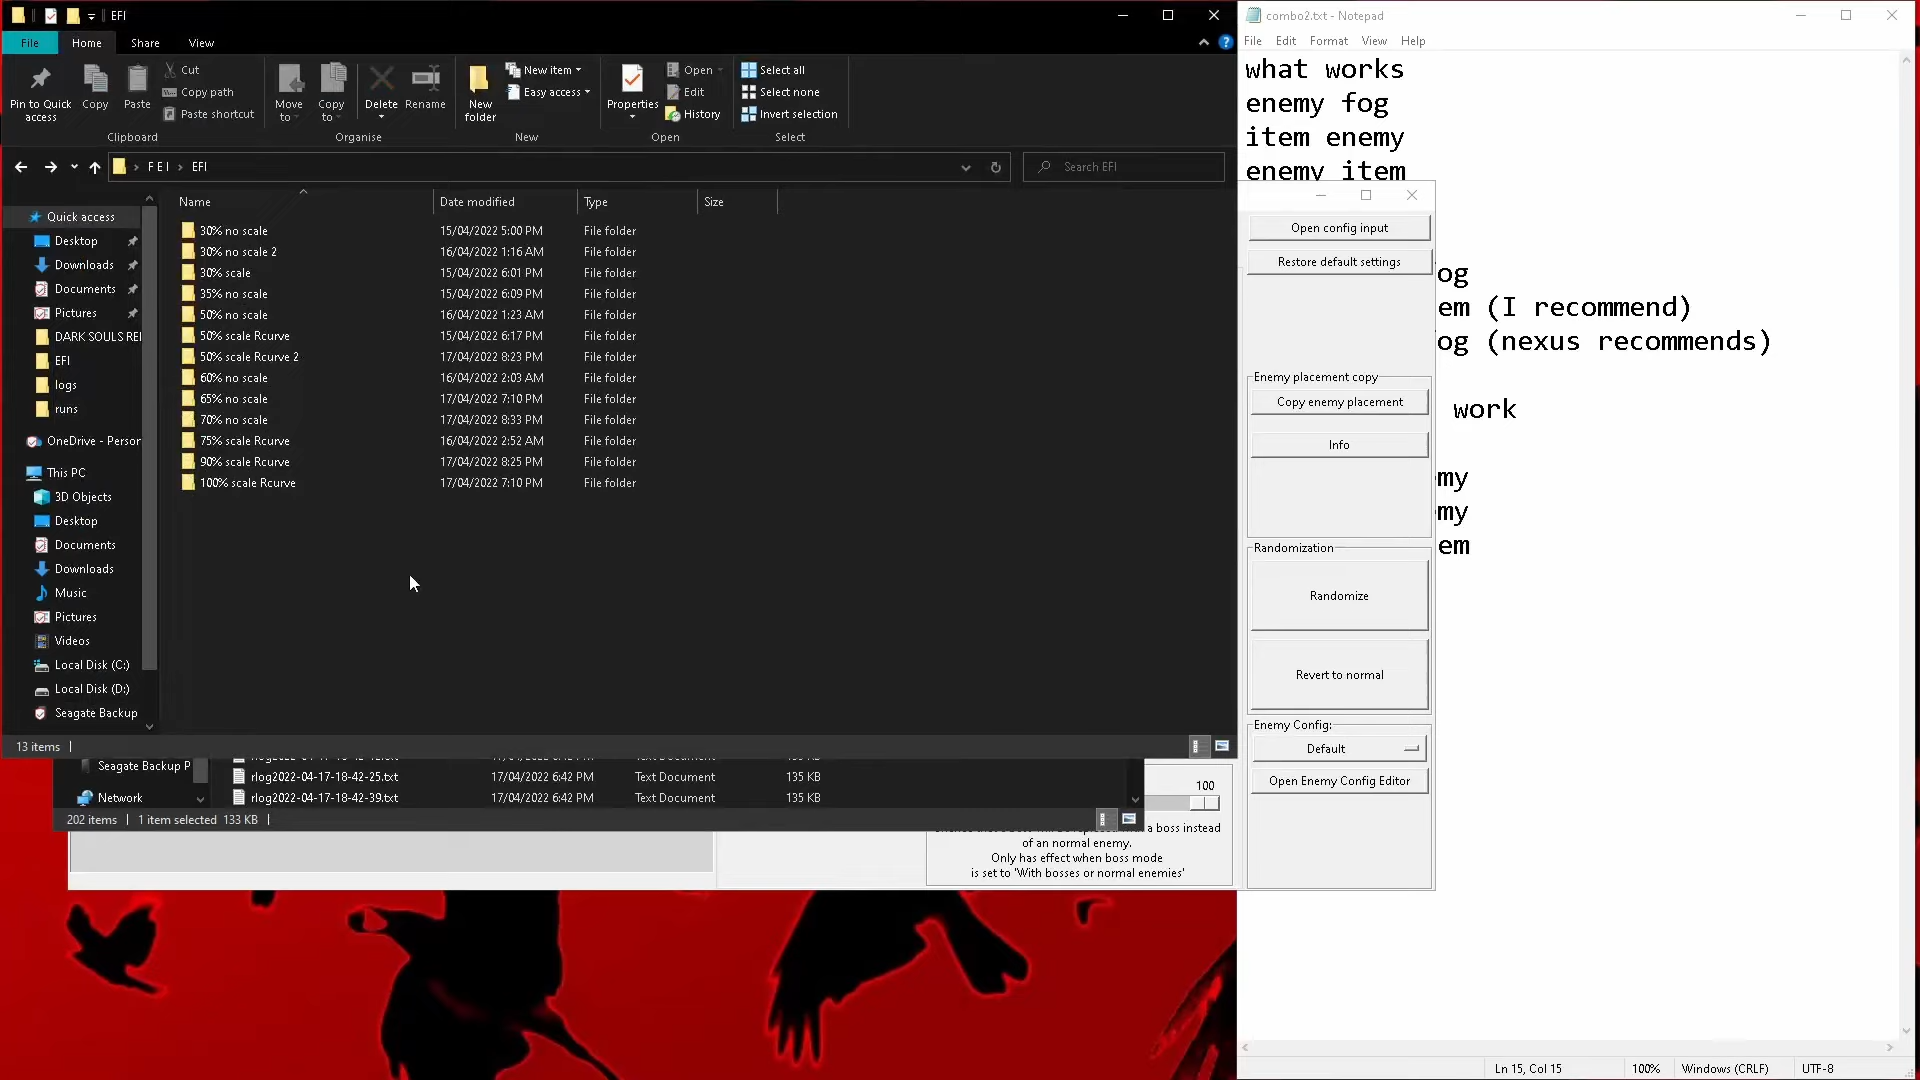 EFI
File Home Share View
Pin to Quick access
Copy
Paste
Cut
Copy path
Paste shortcut
Clipboard
Move to
Copy to
Delete
Rename
Organise
New folder
New item
Easy access
New
Properties
Open
Edit
History
Open
Select all
Select none
Invert selection
Select
F E I > EFI
Search EFI
Name Date modified Type Size
30% no scale 15/04/2022 5:00 PM File folder
30% no scale 2 16/04/2022 1:16 AM File folder
30% scale 15/04/2022 6:01 PM File folder
35% no scale 15/04/2022 6:09 PM File folder
50% no scale 16/04/2022 1:23 AM File folder
50% scale Rcurve 15/04/2022 6:17 PM File folder
50% scale Rcurve 2 17/04/2022 8:23 PM File folder
60% no scale 16/04/2022 2:03 AM File folder
65% no scale 17/04/2022 7:10 PM File folder
70% no scale 17/04/2022 8:33 PM File folder
75% scale Rcurve 16/04/2022 2:52 AM File folder
90% scale Rcurve 17/04/2022 8:25 PM File folder
100% scale Rcurve 17/04/2022 7:10 PM File folder
Quick access
Desktop
Downloads
Documents
Pictures
DARK SOULS REI
EFI
logs
runs
OneDrive - Person
This PC
3D Objects
Desktop
Documents
Downloads
Music
Pictures
Videos
Local Disk (C:)
Local Disk (D:)
Seagate Backup
13 items
Seagate Backup P
Network
rlog2022-04-17-18-42-25.txt 17/04/2022 6:42 PM Text Document 135 KB
rlog2022-04-17-18-42-39.txt 17/04/2022 6:42 PM Text Document 135 KB
202 items 1 item selected 133 KB
100
a boss instead
of an normal enemy.
Only has effect when boss mode
is set to 'With bosses or normal enemies'
Open config input
Restore default settings
Enemy placement copy
Copy enemy placement
Info
Randomization
Randomize
Revert to normal
Enemy Config:
Default
Open Enemy Config Editor
combo2.txt - Notepad
File Edit Format View Help
what works
enemy fog
item enemy
enemy item
og
em (I recommend)
og (nexus recommends)
work
my
my
em
Ln 15, Col 15 100% Windows (CRLF) UTF-8